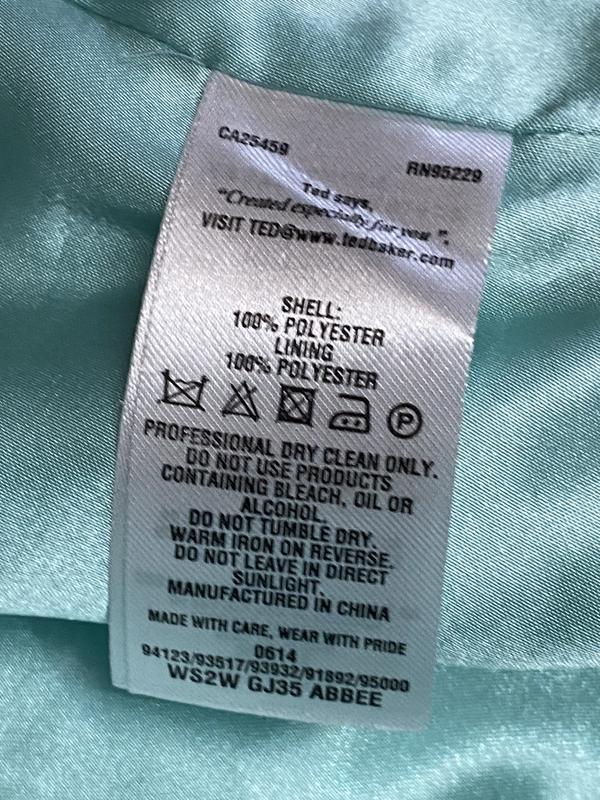 CA25459
RN95229
Ted says,
"Created especially for you".
VISIT TED@www.tedbaker.com
SHELL:
100% POLYESTER
LINING
100% POLYESTER
P
PROFESSIONAL DRY CLEAN ONLY.
DO NOT USE PRODUCTS
CONTAINING BLEACH, OIL OR
ALCOHOL.
DO NOT TUMBLE DRY.
WARM IRON ON REVERSE.
DO NOT LEAVE IN DIRECT
SUNLIGHT.
MANUFACTURED IN CHINA
MADE WITH CARE, WEAR WITH PRIDE
0614
94123/93517/93932/91892/95000
WS2W GJ35 ABBEE